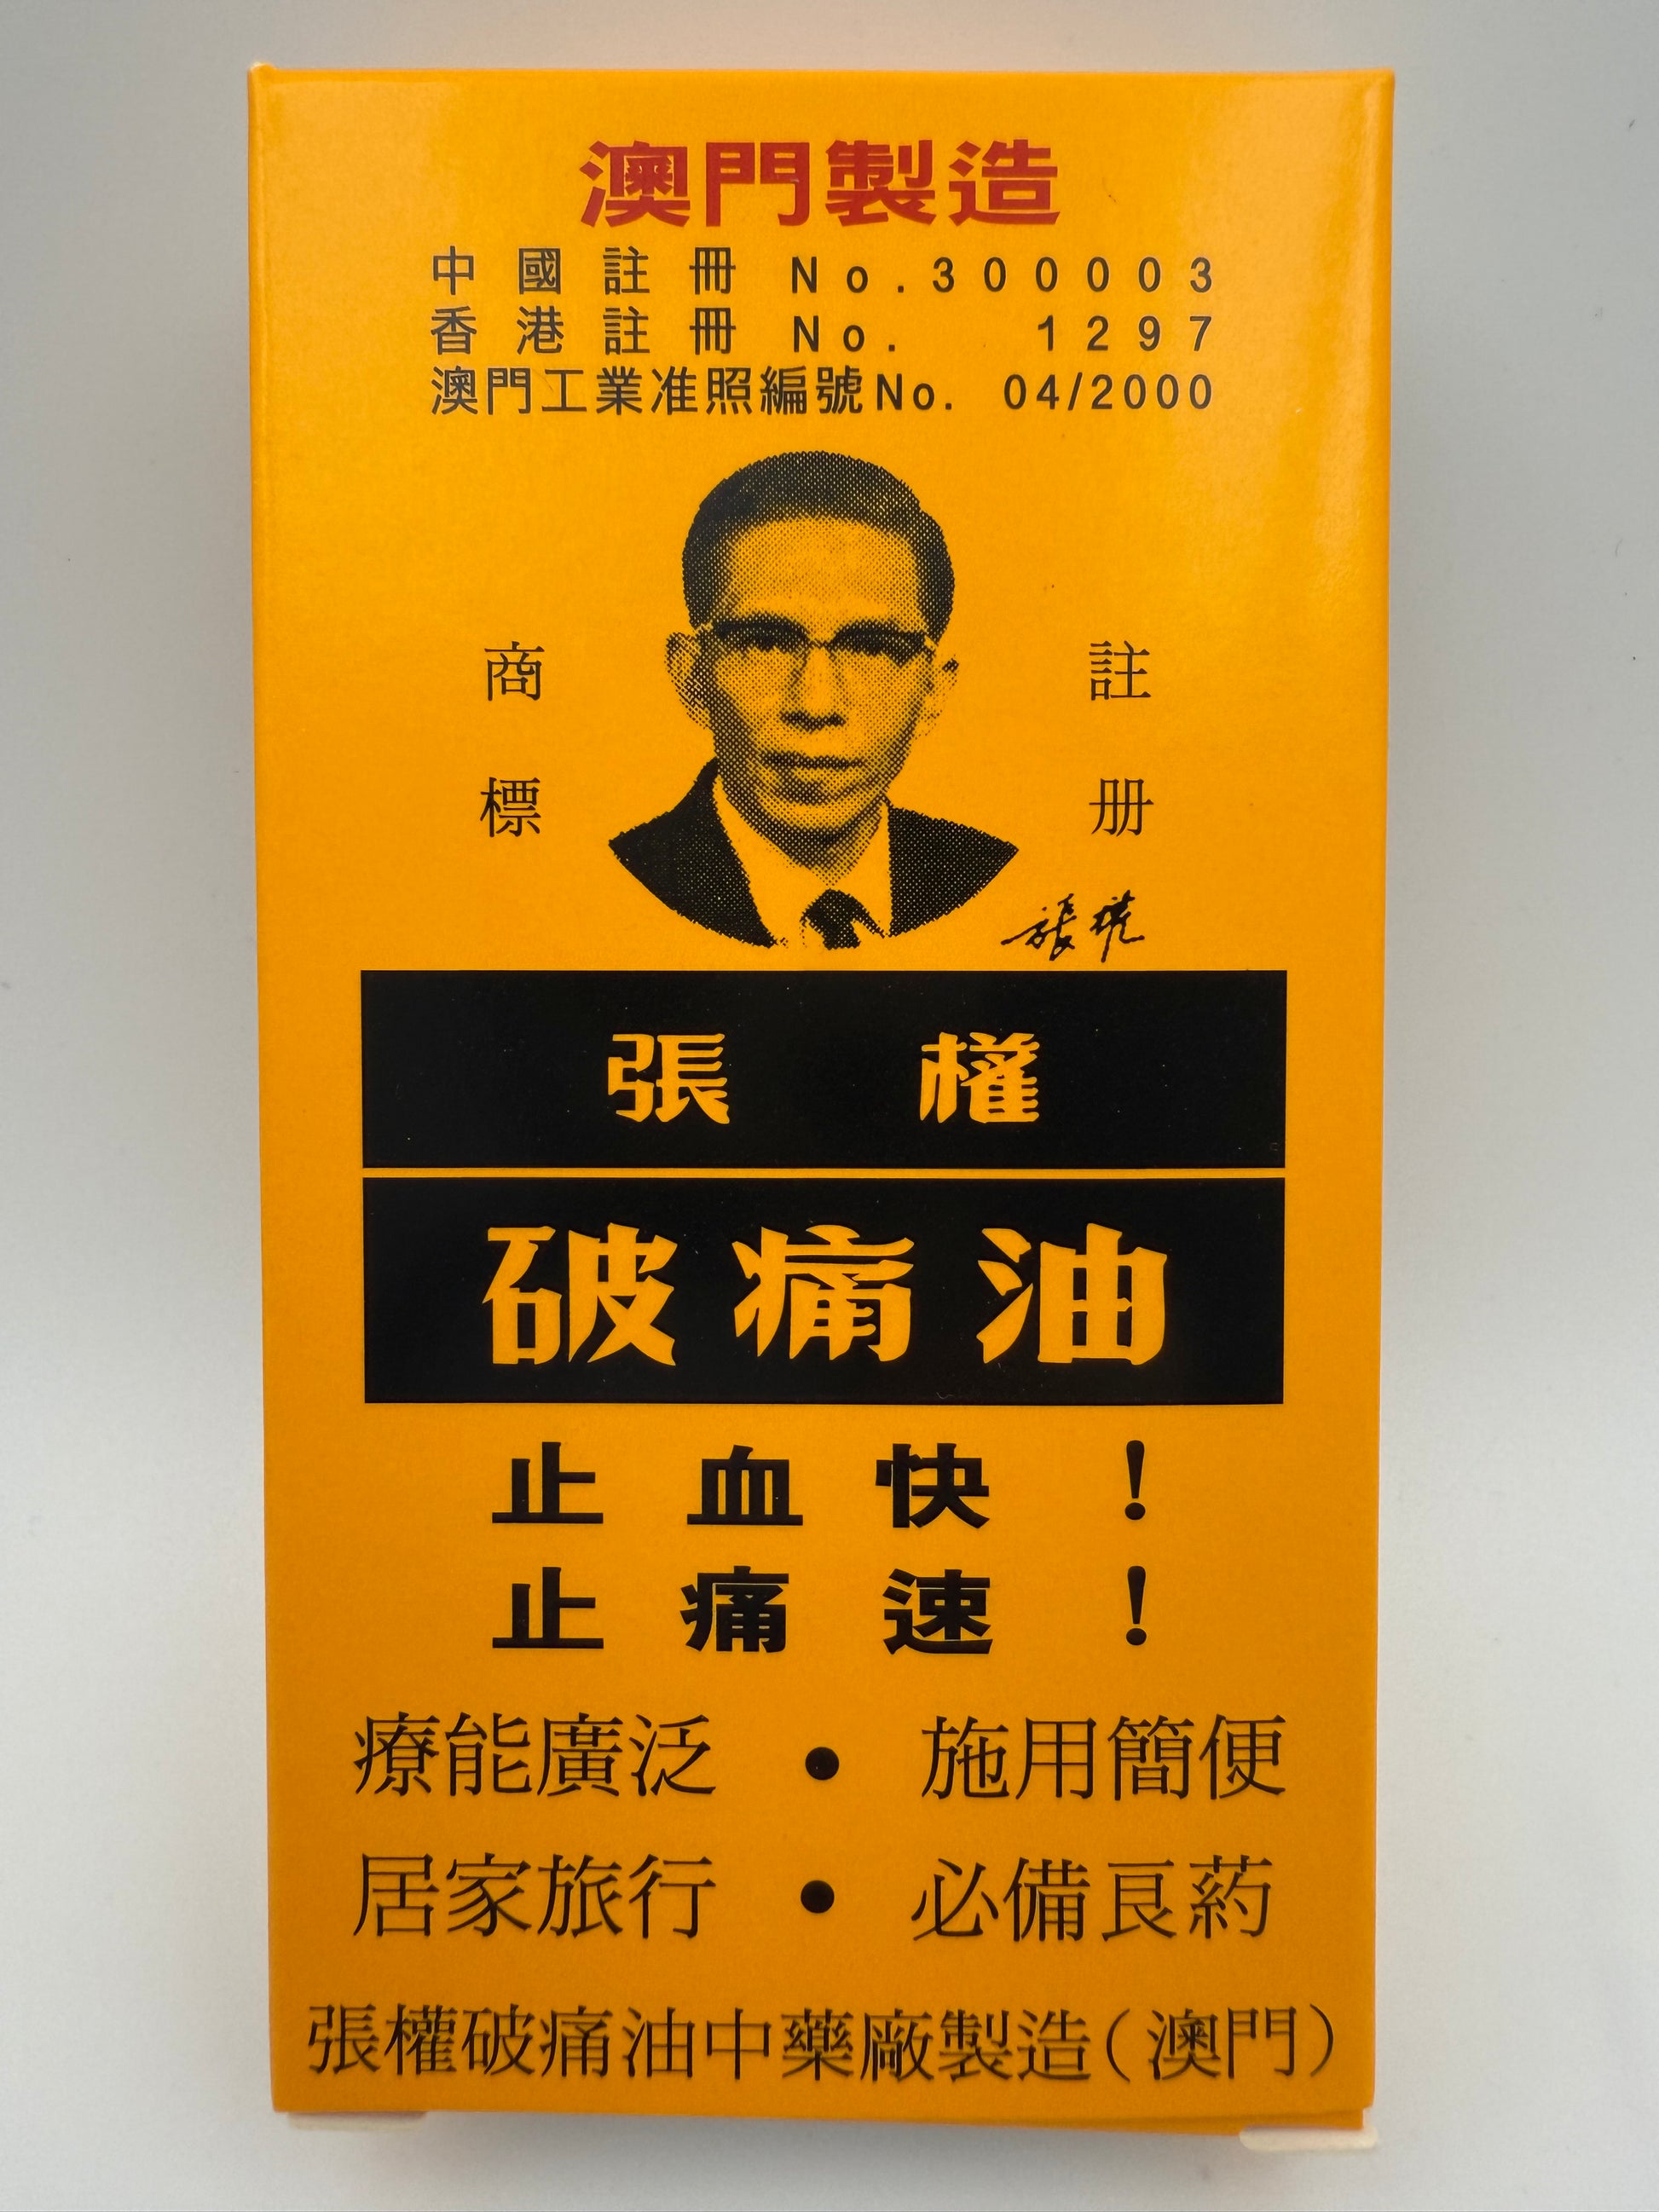 澳門製造
中國註冊 No.300003
香港註冊 No. 1297
澳門工業准照編號No. 04/2000
註册
商標
張權
張權
破痛油
止血快！
止痛速！
療能廣泛 ● 施用簡便
居家旅行 ● 必備良葯
張權破痛油中藥廠製造(澳門)